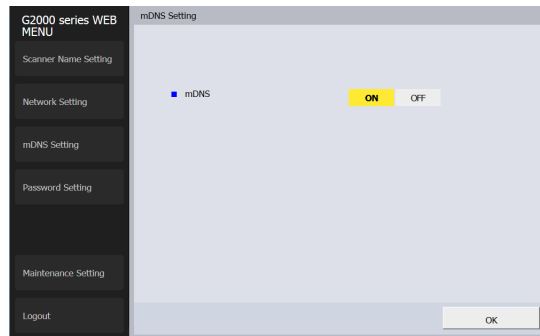 G2000 series WEB
MENU
Scanner Name Setting
Network Setting
mDNS Setting
Password Setting
Maintenance Setting
Logout
mDNS Setting
mDNS
ON OFF
OK